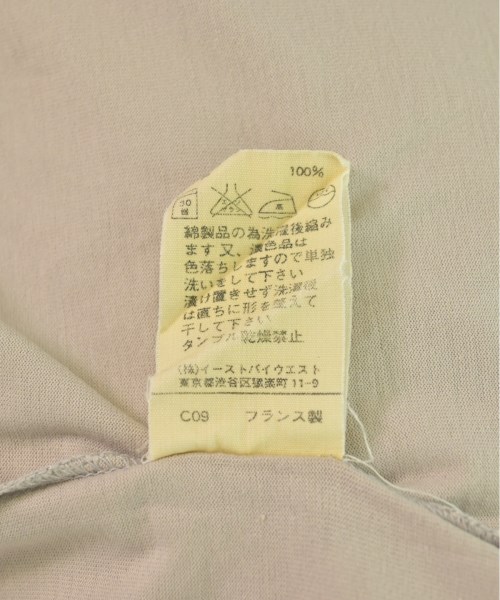 100%
30
高
綿製品の為洗濯後縮み
ます又、濃色品は
色落ちしますので単独
洗いをして下さい
漬け置きせず洗濯後
は直ちに形を整えて
干して下さい
タンブル乾燥禁止
(株)イーストバイウエスト
東京都渋谷区猿楽町11-9
C09 フランス製